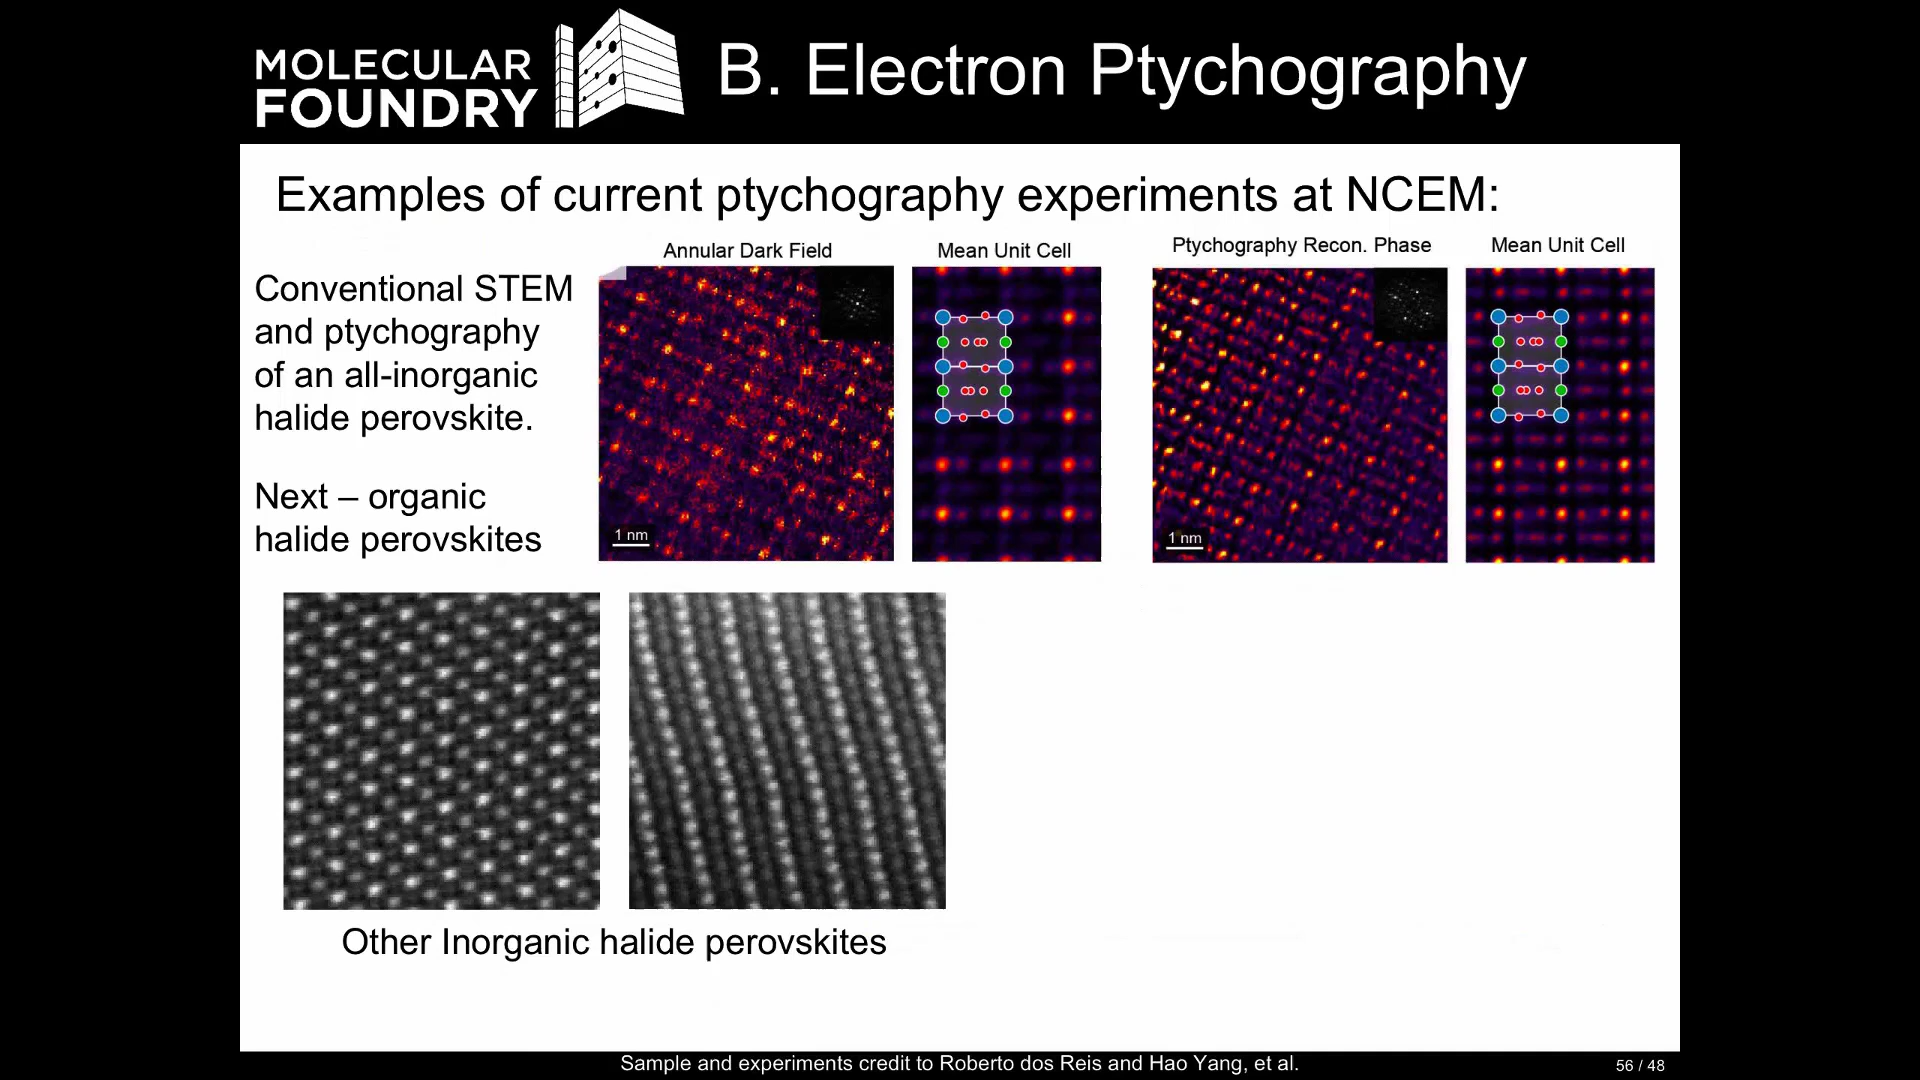 MOLECULAR
FOUNDRY
B. Electron Ptychography
Examples of current ptychography experiments at NCEM:
Conventional STEM
and ptychography
of an all-inorganic
halide perovskite.
Next – organic
halide perovskites
Annular Dark Field
Mean Unit Cell
Ptychography Recon. Phase
Mean Unit Cell
1 nm
1 nm
Other Inorganic halide perovskites
Sample and experiments credit to Roberto dos Reis and Hao Yang, et al.
56 / 48